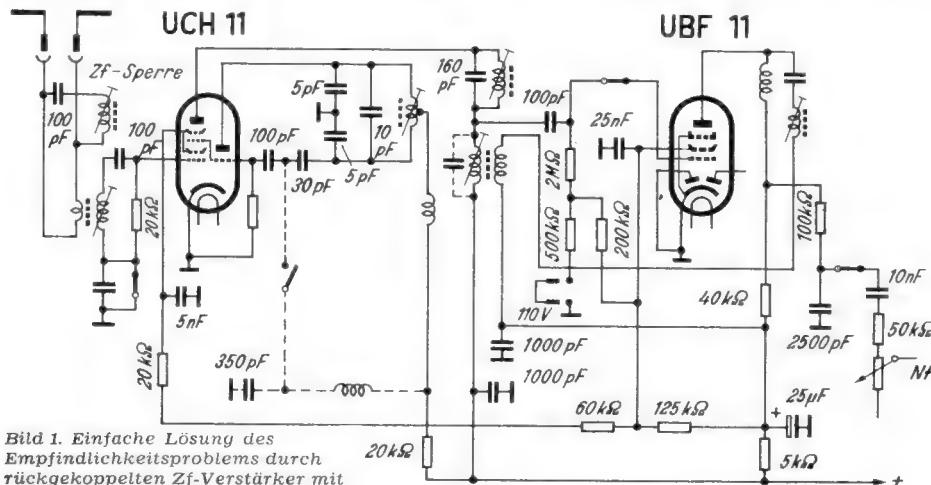 UCH 11
UBF 11
Zf-Sperre
100
pF
100
pF
20kΩ
5nF
20kΩ
350pF
100pF
30pF
5pF
5pF
10
pF
20kΩ
160
pF
100pF
25nF
2MΩ
500kΩ
200kΩ
110V
1000pF
1000pF
60kΩ
125kΩ
40kΩ
100kΩ
10nF
2500pF
50kΩ
Nf
+
25µF
5kΩ
+
Bild 1. Einfache Lösung des
Empfindlichkeitsproblems durch
rückgekoppelten Zf-Verstärker mit